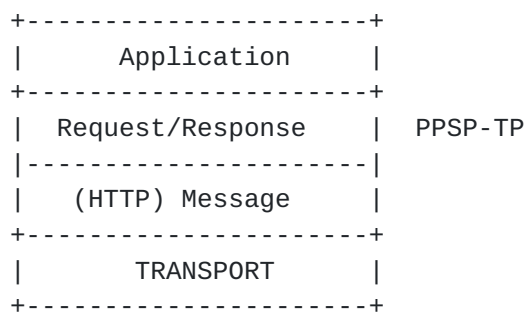 +----------------------+
|      Application     |
+----------------------+
|  Request/Response    |  PPSP-TP
|----------------------|
|   (HTTP) Message     |
+----------------------+
|       TRANSPORT      |
+----------------------+